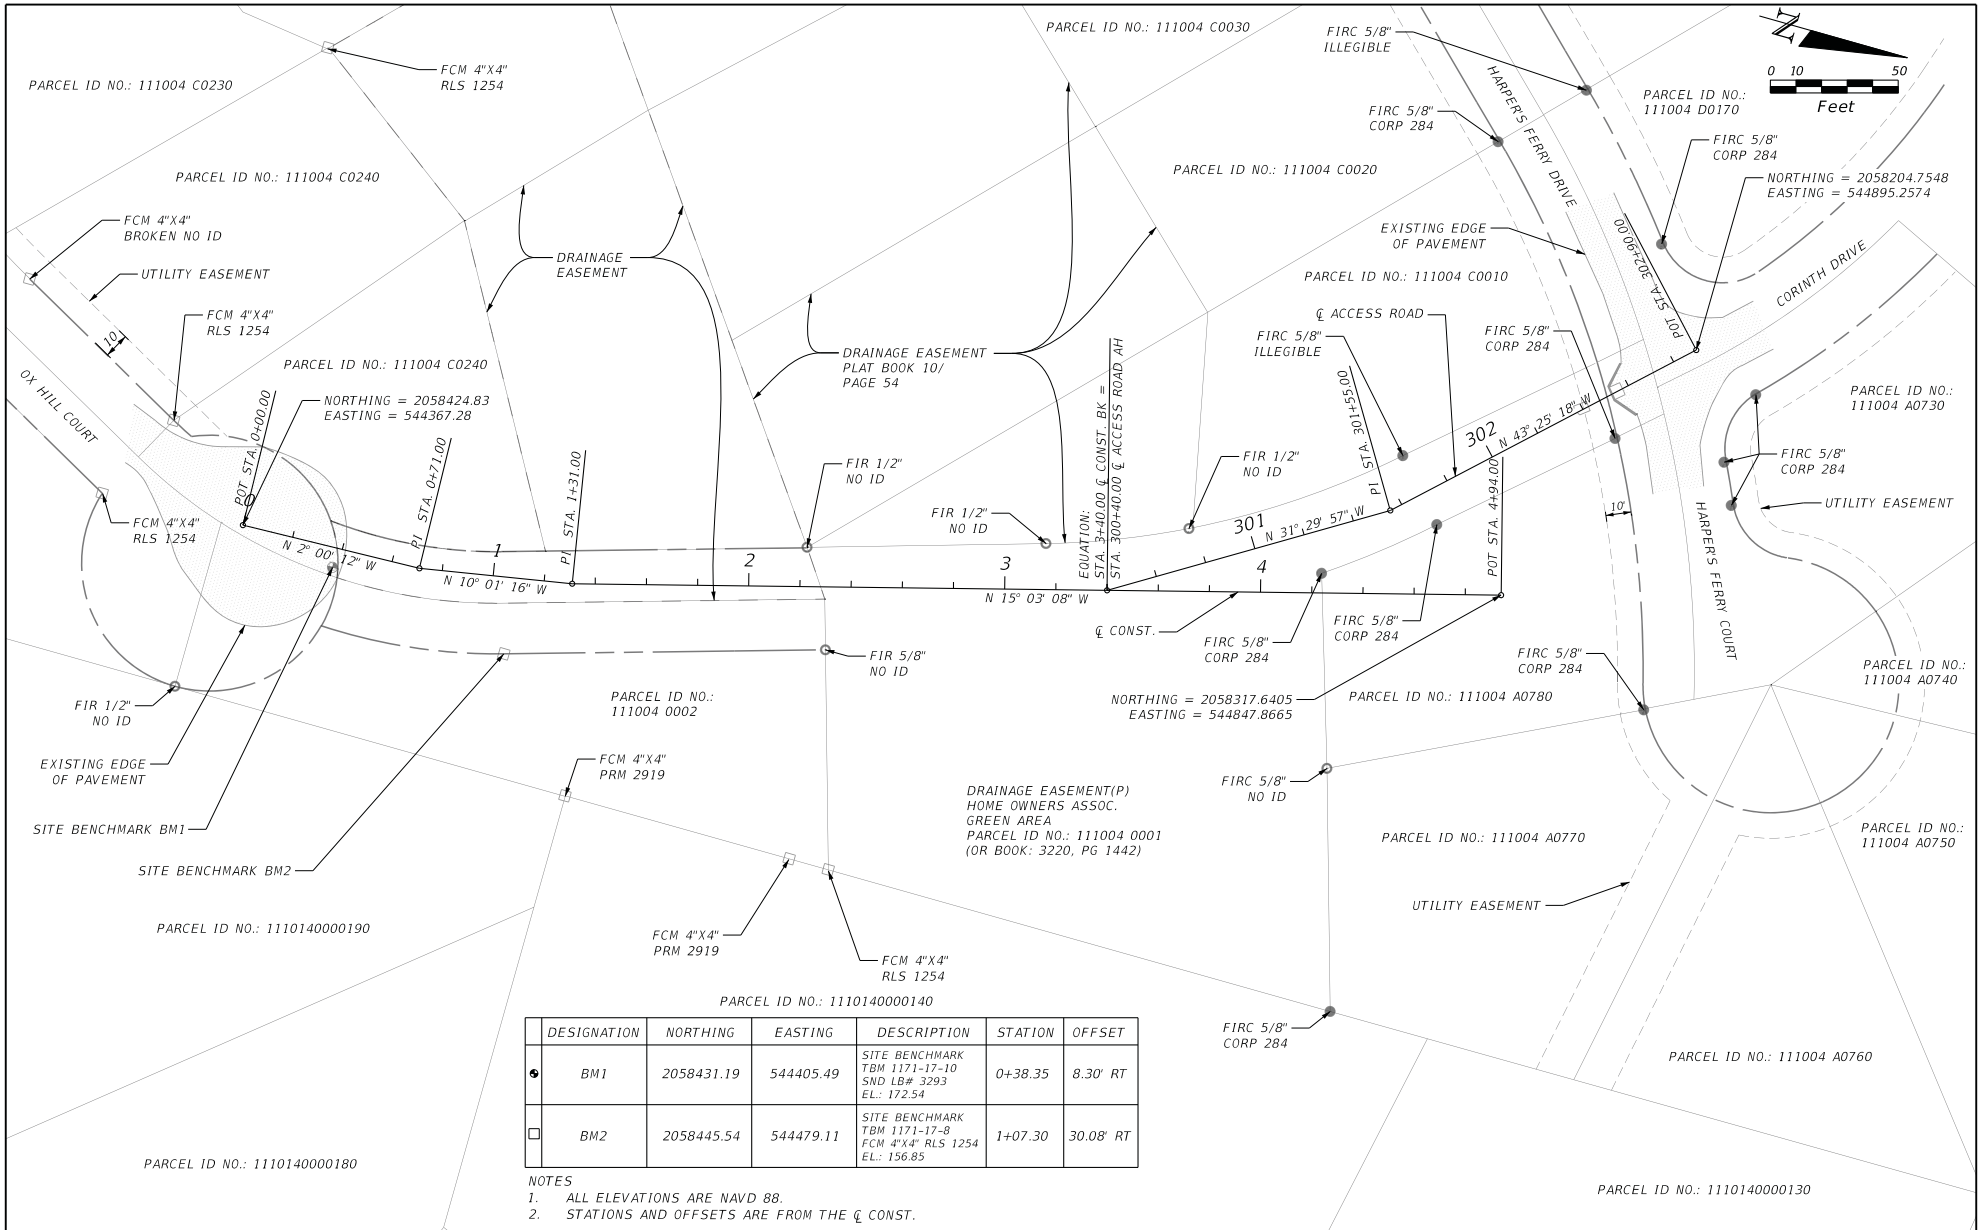 PARCEL ID NO.: 111004 C0230
FCM 4"X4"
RLS 1254
PARCEL ID NO.: 111004 C0030
FIRC 5/8"
ILLEGIBLE
FIRC 5/8"
CORP 284
HARPER'S FERRY DRIVE
N
0 10 50
Feet
PARCEL ID NO.:
111004 D0170
FIRC 5/8"
CORP 284
NORTHING = 2058204.7548
EASTING = 544895.2574
PARCEL ID NO.: 111004 C0240
PARCEL ID NO.: 111004 C0020
FCM 4"X4"
BROKEN NO ID
UTILITY EASEMENT
10'
FCM 4"X4"
RLS 1254
DRAINAGE
EASEMENT
EXISTING EDGE
OF PAVEMENT
PARCEL ID NO.: 111004 C0010
POT STA. 302+90.00
CORINTH DRIVE
℄ ACCESS ROAD
FIRC 5/8"
ILLEGIBLE
FIRC 5/8"
CORP 284
OX HILL COURT
PARCEL ID NO.: 111004 C0240
NORTHING = 2058424.83
EASTING = 544367.28
DRAINAGE EASEMENT
PLAT BOOK 10/
PAGE 54
PARCEL ID NO.:
111004 A0730
POT STA. 0+00.00
PI STA. 0+71.00
PI STA. 1+31.00
EQUATION:
STA. 3+40.00 ℄ CONST. BK =
STA. 300+40.00 ℄ ACCESS ROAD AH
PI STA. 301+55.00
POT STA. 4+94.00
FIR 1/2"
NO ID
FIR 1/2"
NO ID
FIR 1/2"
NO ID
FIRC 5/8"
CORP 284
UTILITY EASEMENT
10'
FCM 4"X4"
RLS 1254
0
1
2
3
4
301
302
N 2° 00' 12" W
N 10° 01' 16" W
N 15° 03' 08" W
N 31° 29' 57" W
N 43° 25' 18" W
HARPER'S FERRY COURT
℄ CONST.
FIRC 5/8"
CORP 284
FIRC 5/8"
CORP 284
FIRC 5/8"
CORP 284
FIR 5/8"
NO ID
PARCEL ID NO.:
111004 A0740
FIR 1/2"
NO ID
PARCEL ID NO.:
111004 0002
NORTHING = 2058317.6405
EASTING = 544847.8665
PARCEL ID NO.: 111004 A0780
EXISTING EDGE
OF PAVEMENT
FCM 4"X4"
PRM 2919
FIRC 5/8"
NO ID
SITE BENCHMARK BM1
DRAINAGE EASEMENT(P)
HOME OWNERS ASSOC.
GREEN AREA
PARCEL ID NO.: 111004 0001
(OR BOOK: 3220, PG 1442)
PARCEL ID NO.: 111004 A0770
PARCEL ID NO.:
111004 A0750
SITE BENCHMARK BM2
UTILITY EASEMENT
PARCEL ID NO.: 1110140000190
FCM 4"X4"
PRM 2919
FCM 4"X4"
RLS 1254
PARCEL ID NO.: 1110140000140
FIRC 5/8"
CORP 284
PARCEL ID NO.: 111004 A0760
DESIGNATION NORTHING EASTING DESCRIPTION STATION OFFSET
BM1 2058431.19 544405.49 SITE BENCHMARK
TBM 1171-17-10
SND LB# 3293
EL.: 172.54
0+38.35 8.30' RT
BM2 2058445.54 544479.11 SITE BENCHMARK
TBM 1171-17-8
FCM 4"X4" RLS 1254
EL.: 156.85
1+07.30 30.08' RT
PARCEL ID NO.: 1110140000180
PARCEL ID NO.: 1110140000130
NOTES
1. ALL ELEVATIONS ARE NAVD 88.
2. STATIONS AND OFFSETS ARE FROM THE ℄ CONST.